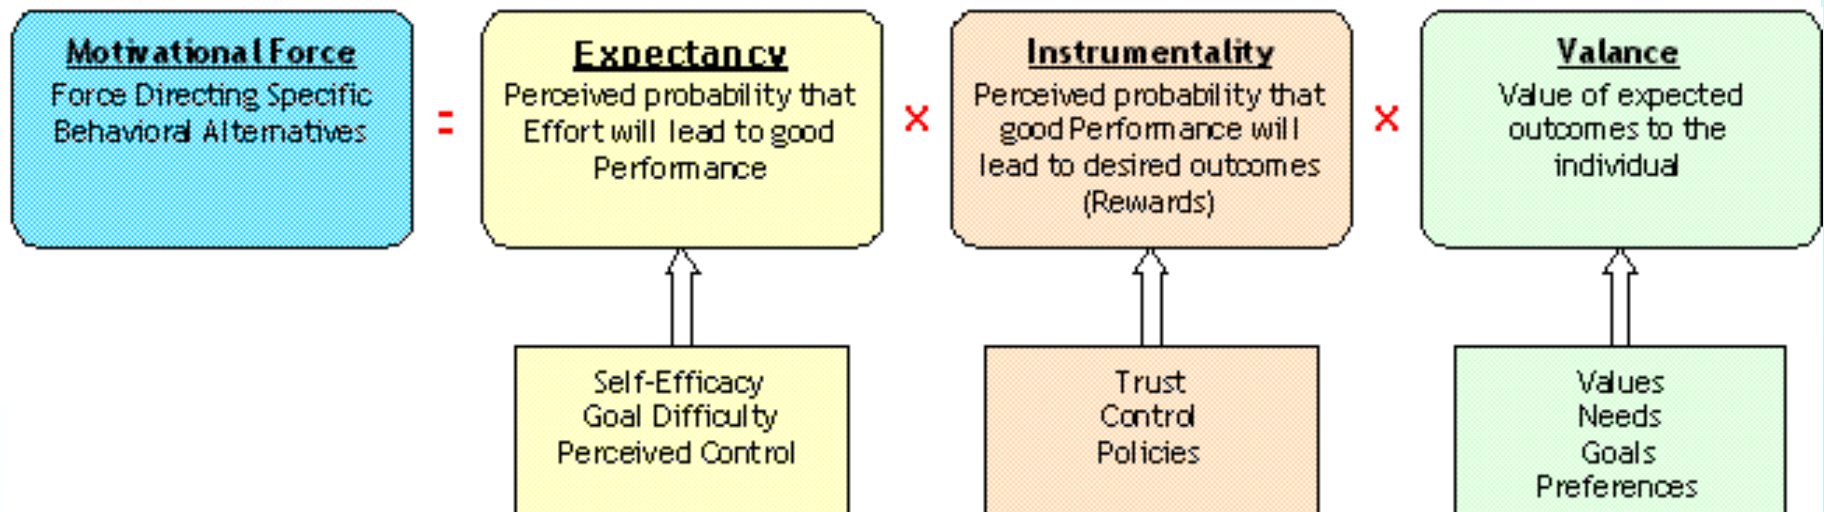 Motivational Force
Force Directing Specific
Behavioral Alternatives
=
Expectancy
Perceived probability that
Effort will lead to good
Performance
x
Instrumentality
Perceived probability that
good Performance will
lead to desired outcomes
(Rewards)
x
Valance
Value of expected
outcomes to the
individual
Self-Efficacy
Goal Difficulty
Perceived Control
Trust
Control
Policies
Values
Needs
Goals
Preferences